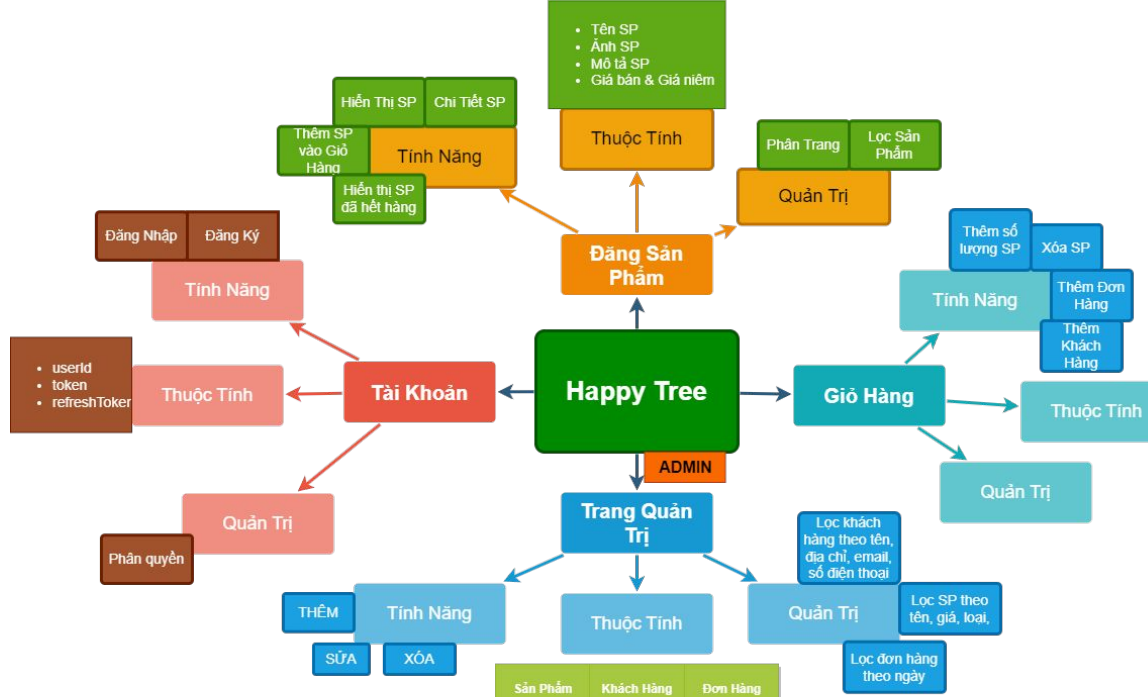 Tên SP
Ảnh SP
Mô tả SP
Giá bán & Giá niêm
Hiển Thị SP
Chi Tiết SP
Thêm SP
vào Giỏ
Hàng
Tính Năng
Hiển thị SP
đã hết hàng
Thuộc Tính
Phân Trang
Lọc Sản
Phẩm
Quản Trị
Đăng Sản
Phẩm
Đăng Nhập
Đăng Ký
Tính Năng
userId
token
refreshToken
Thuộc Tính
Tài Khoản
Quản Trị
Phân quyền
Happy Tree
ADMIN
Thêm số
lượng SP
Xóa SP
Tính Năng
Thêm Đơn
Hàng
Thêm
Khách
Hàng
Giỏ Hàng
Thuộc Tính
Quản Trị
Trang Quản
Trị
THÊM
Tính Năng
SỬA
XÓA
Thuộc Tính
Sản Phẩm
Khách Hàng
Đơn Hàng
Lọc khách
hàng theo tên,
địa chỉ, email,
số điện thoại
Quản Trị
Lọc SP theo
tên, giá, loại,
Lọc đơn hàng
theo ngày